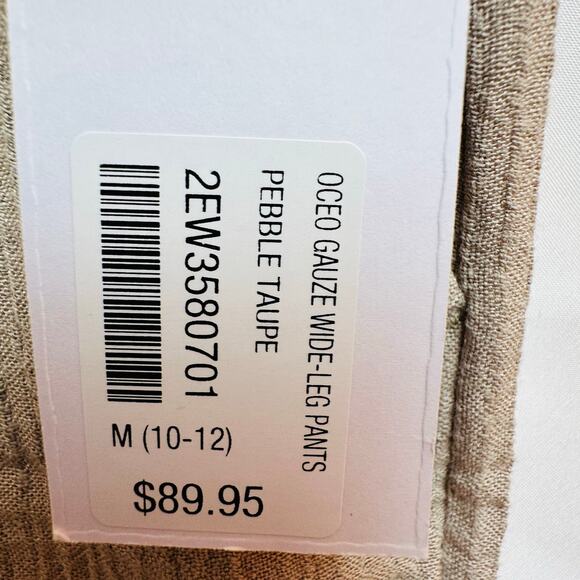 OCEO GAUZE WIDE-LEG PANTS
PEBBLE TAUPE
2EW3580701
M (10-12)
$89.95